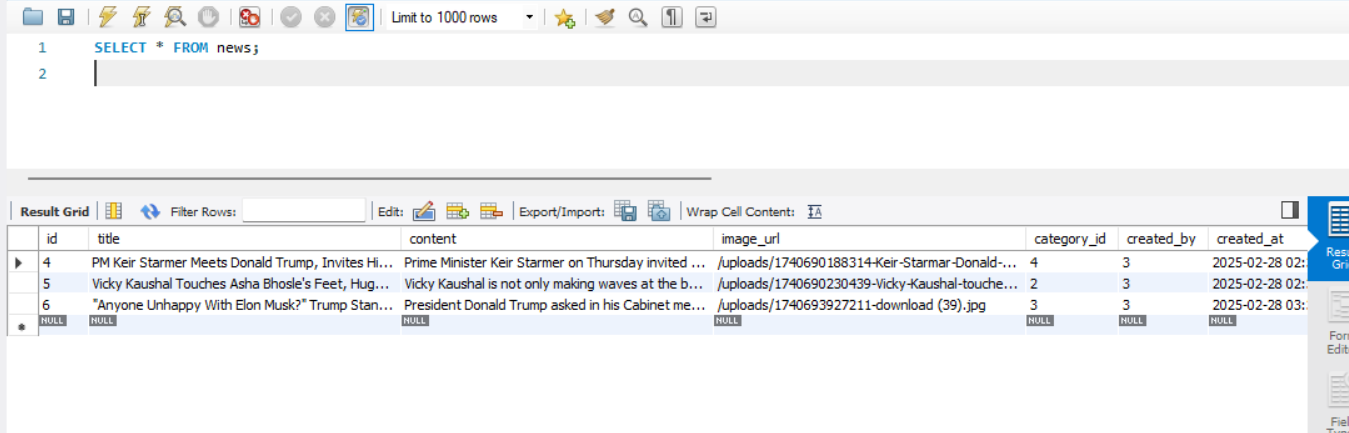 Limit to 1000 rows
1 SELECT * FROM news;
2
Result Grid Filter Rows: Edit: Export/Import: Wrap Cell Content:
id title content image_url category_id created_by created_at
4 PM Keir Starmer Meets Donald Trump, Invites Hi... Prime Minister Keir Starmer on Thursday invited ... /uploads/1740690188314-Keir-Starmar-Donald-... 4 3 2025-02-28 02:
5 Vicky Kaushal Touches Asha Bhosle's Feet, Hug... Vicky Kaushal is not only making waves at the b... /uploads/1740690230439-Vicky-Kaushal-touche... 2 3 2025-02-28 02:
6 "Anyone Unhappy With Elon Musk?" Trump Stan... President Donald Trump asked in his Cabinet me... /uploads/1740693927211-download (39).jpg 3 3 2025-02-28 03:
NULL NULL NULL NULL NULL NULL NULL